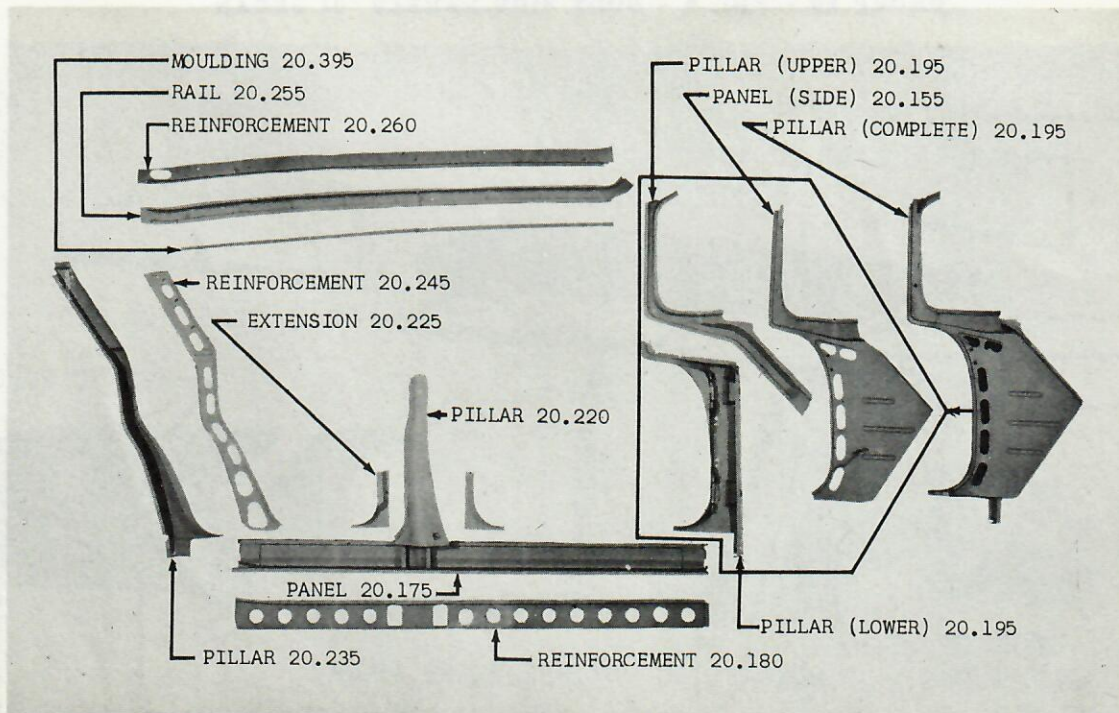 MOULDING 20.395
RAIL 20.255
REINFORCEMENT 20.260
PILLAR (UPPER) 20.195
PANEL (SIDE) 20.155
PILLAR (COMPLETE) 20.195
REINFORCEMENT 20.245
EXTENSION 20.225
PILLAR 20.220
PANEL 20.175
PILLAR (LOWER) 20.195
PILLAR 20.235
REINFORCEMENT 20.180